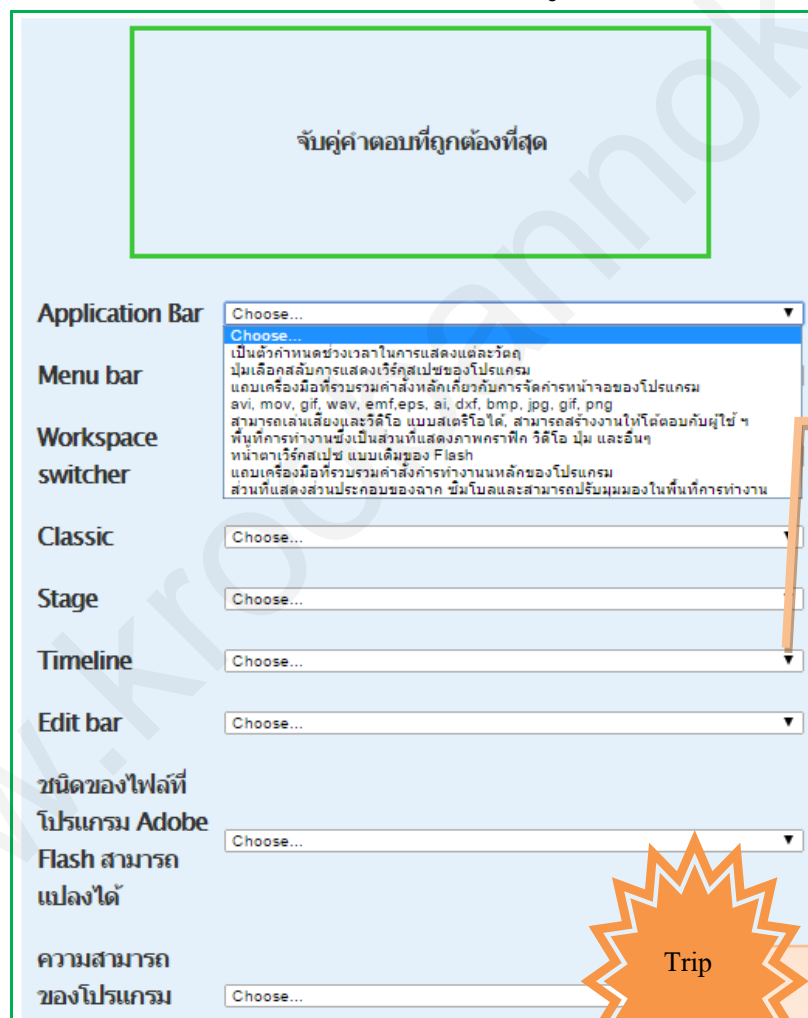 จับคู่คำตอบที่ถูกต้องที่สุด
Application Bar
Choose...
Choose...
เป็นตัวกำหนดช่วงเวลาในการแสดงแต่ละวัตถุ
ปุ่มเลือกสลับการแสดงเวิร์กสเปซของโปรแกรม
แถบเครื่องมือที่รวบรวมคำสั่งหลักเกี่ยวกับการจัดการหน้าจอของโปรแกรม
avi, mov, gif, wav, emf,eps, ai, dxf, bmp, jpg, gif, png
สามารถเล่นเสียงและวิดีโอ แบบสเตริโอได้, สามารถสร้างงานให้โต้ตอบกับผู้ใช้ ฯ
พื้นที่การทำงานซึ่งเป็นส่วนที่แสดงภาพกราฟิก วิดีโอ ปุ่ม และอื่นๆ
หน้าตาเวิร์กสเปซ แบบเดิมของ Flash
แถบเครื่องมือที่รวบรวมคำสั่งการทำงานนหลักของโปรแกรม
ส่วนที่แสดงส่วนประกอบของฉาก ซิมโบลและสามารถปรับมุมมองในพื้นที่การทำงาน
Menu bar
Workspace
switcher
Classic
Choose...
Stage
Choose...
Timeline
Choose...
Edit bar
Choose...
ชนิดของไฟล์ที่
โปรแกรม Adobe
Flash สามารถ
แปลงได้
Choose...
ความสามารถ
ของโปรแกรม
Choose...
Trip